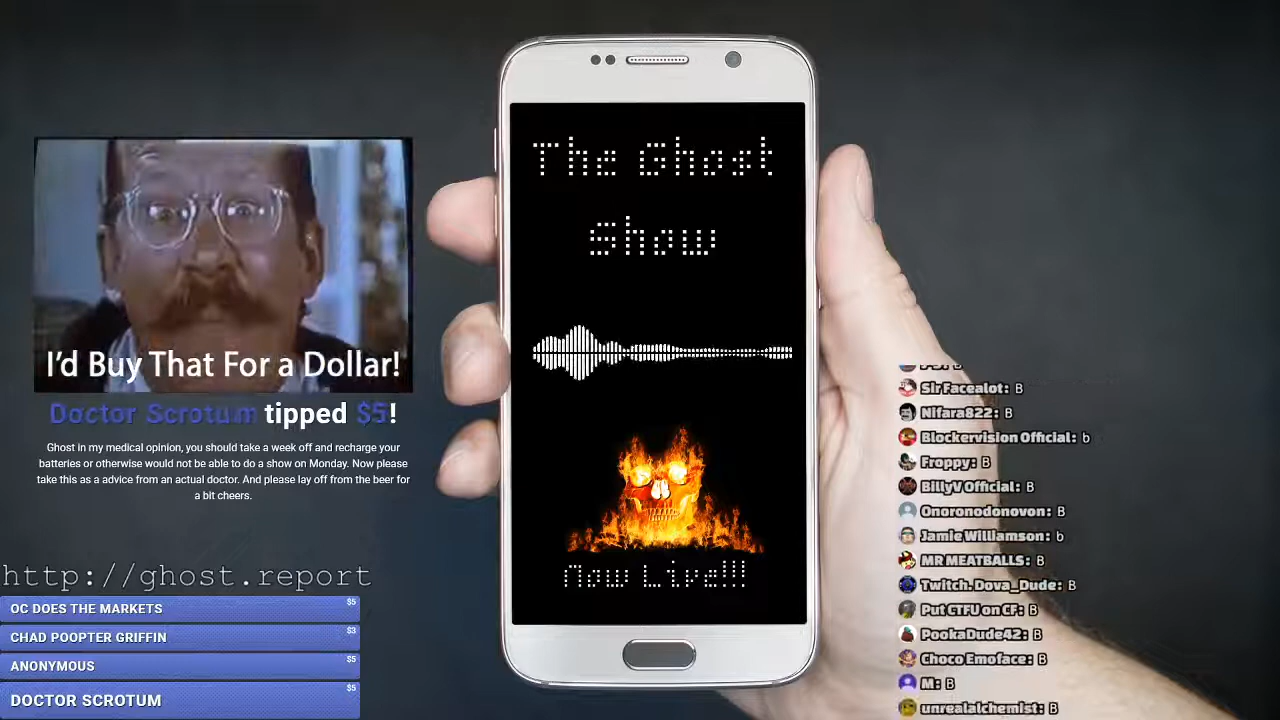 The Ghost
Show
Now Live!!!
I'd Buy That For a Dollar!
Doctor Scrotum tipped $5!
Ghost in my medical opinion, you should take a week off and recharge your
batteries or otherwise would not be able to do a show on Monday. Now please
take this as a advice from an actual doctor. And please lay off from the beer for
a bit cheers.
http://ghost.report
OC DOES THE MARKETS $5
CHAD POOPTER GRIFFIN $3
ANONYMOUS $5
DOCTOR SCROTUM $5
Sir Facealot: B
Nifara822: B
Blockervision Official: b
Froppy: B
BillyV Official: B
Onoronodonovon: B
Jamie Williamson: b
MR MEATBALLS: B
Twitch. Dova_Dude: B
Put CTFU on CF: B
PookaDude42: B
Choco Emoface: B
M: B
unrealalchemist: B